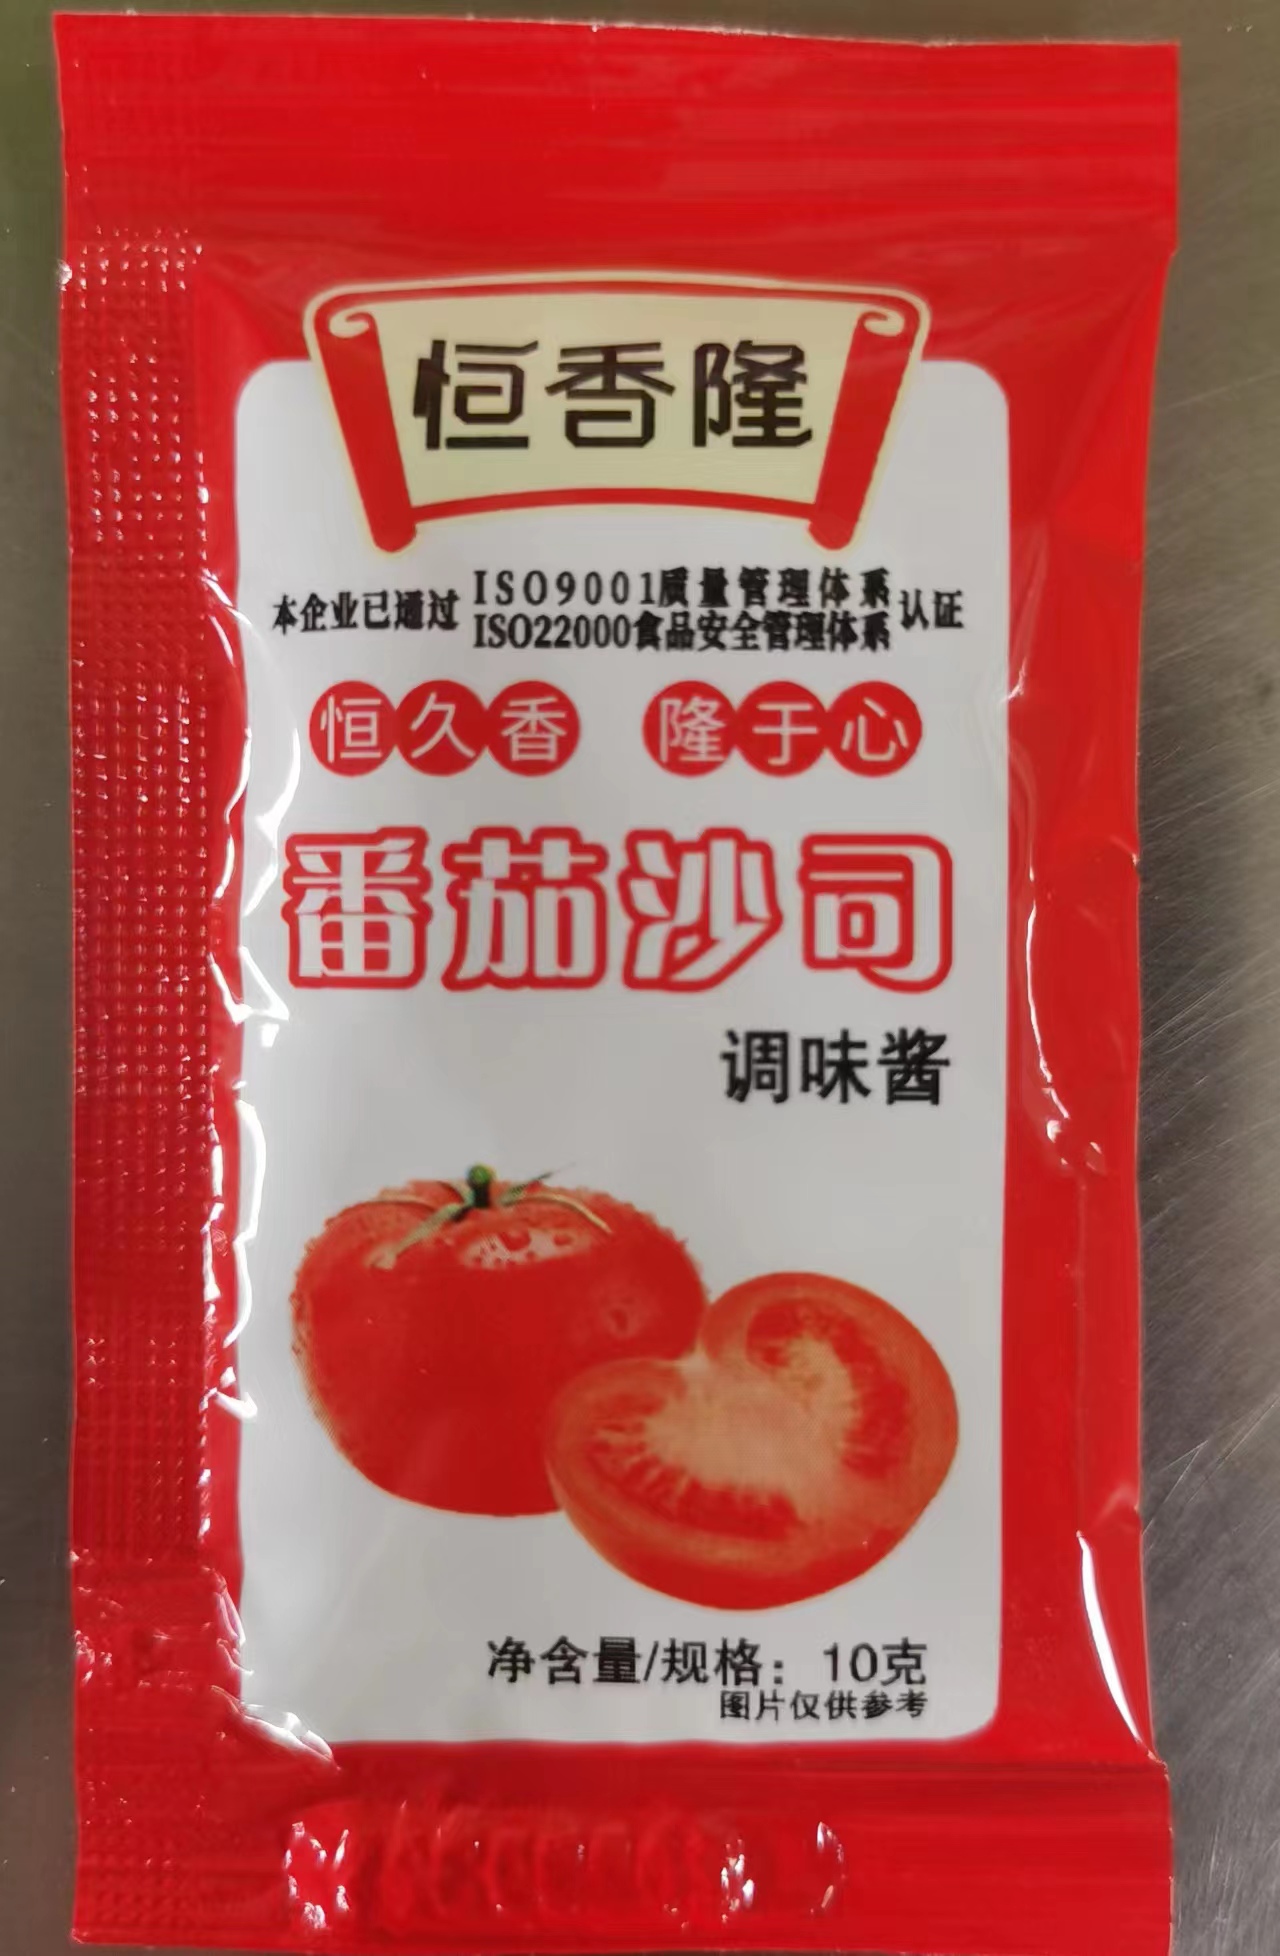 恒香隆
本企业已通过 ISO9001质量管理体系 认证
ISO22000食品安全管理体系
恒久香 隆于心
番茄沙司
调味酱
净含量/规格：10克
图片仅供参考